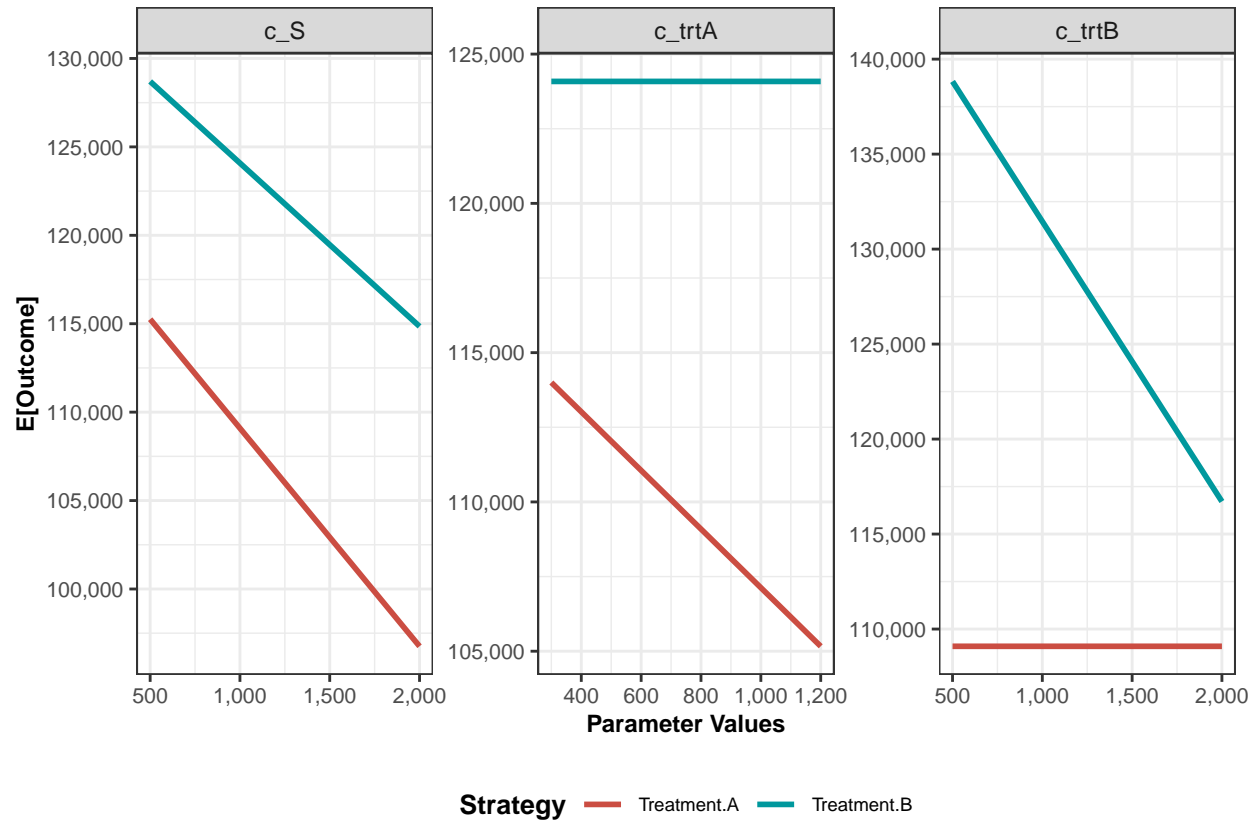 c_S
c_trtA
c_trtB
130,000
125,000
120,000
115,000
110,000
105,000
100,000
125,000
120,000
115,000
110,000
105,000
140,000
135,000
130,000
125,000
120,000
115,000
110,000
E[Outcome]
500 1,000 1,500 2,000
400 600 800 1,000 1,200
500 1,000 1,500 2,000
Parameter Values
Strategy Treatment.A Treatment.B